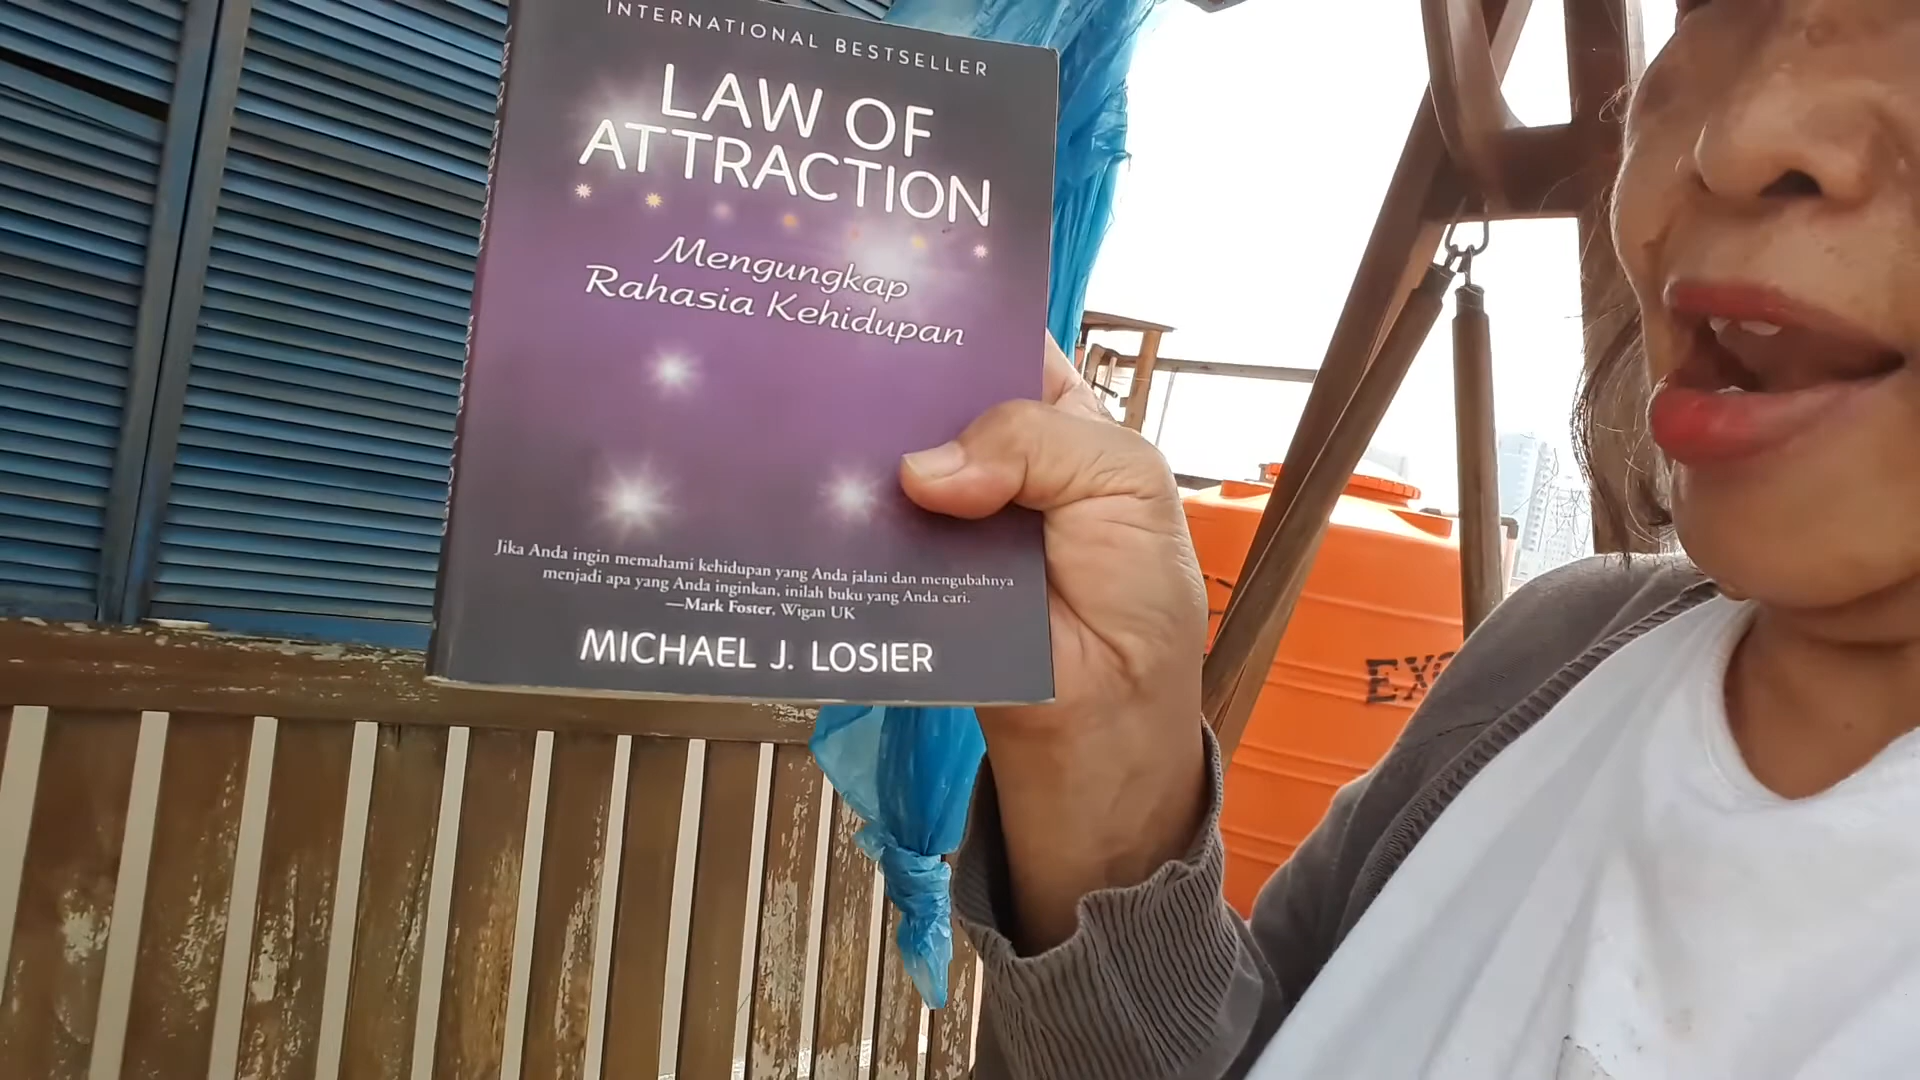 INTERNATIONAL BESTSELLER
LAW OF
ATTRACTION
Mengungkap
Rahasia Kehidupan
Jika Anda ingin memahami kehidupan yang Anda jalani dan mengubahnya
menjadi apa yang Anda inginkan, inilah buku yang Anda cari.
—Mark Foster, Wigan UK
MICHAEL J. LOSIER